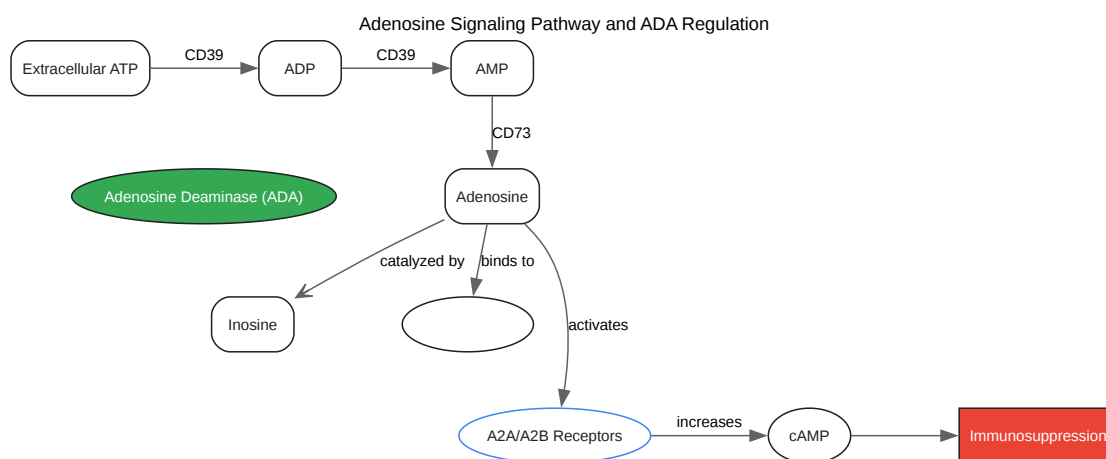 Adenosine Signaling Pathway and ADA Regulation
Extracellular ATP
CD39
ADP
CD39
AMP
CD73
Adenosine Deaminase (ADA)
Adenosine
catalyzed by
binds to
Inosine
activates
A2A/A2B Receptors
increases
cAMP
Immunosuppression